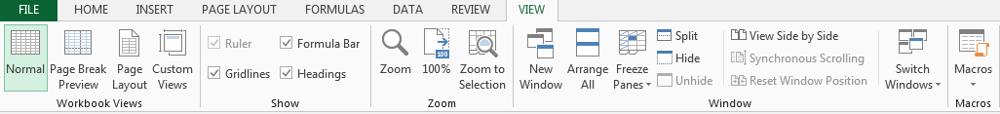 FILE HOME INSERT PAGE LAYOUT FORMULAS DATA REVIEW VIEW
Normal
Page Break
Preview
Page
Layout
Custom
Views
Workbook Views
Ruler
Formula Bar
Gridlines
Headings
Show
Zoom
100
100%
Zoom to
Selection
Zoom
New
Window
Arrange
All
Freeze
Panes
Split
Hide
Unhide
View Side by Side
Synchronous Scrolling
Reset Window Position
Switch
Windows
Window
Macros
Macros